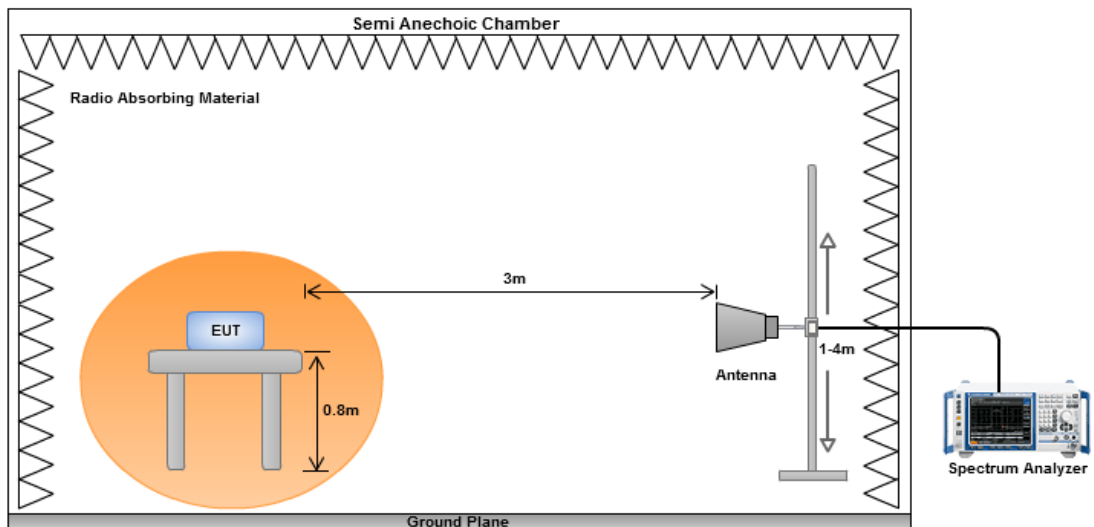 Semi Anechoic Chamber
Radio Absorbing Material
3m
EUT
1-4m
Antenna
0.8m
Spectrum Analyzer
Ground Plane